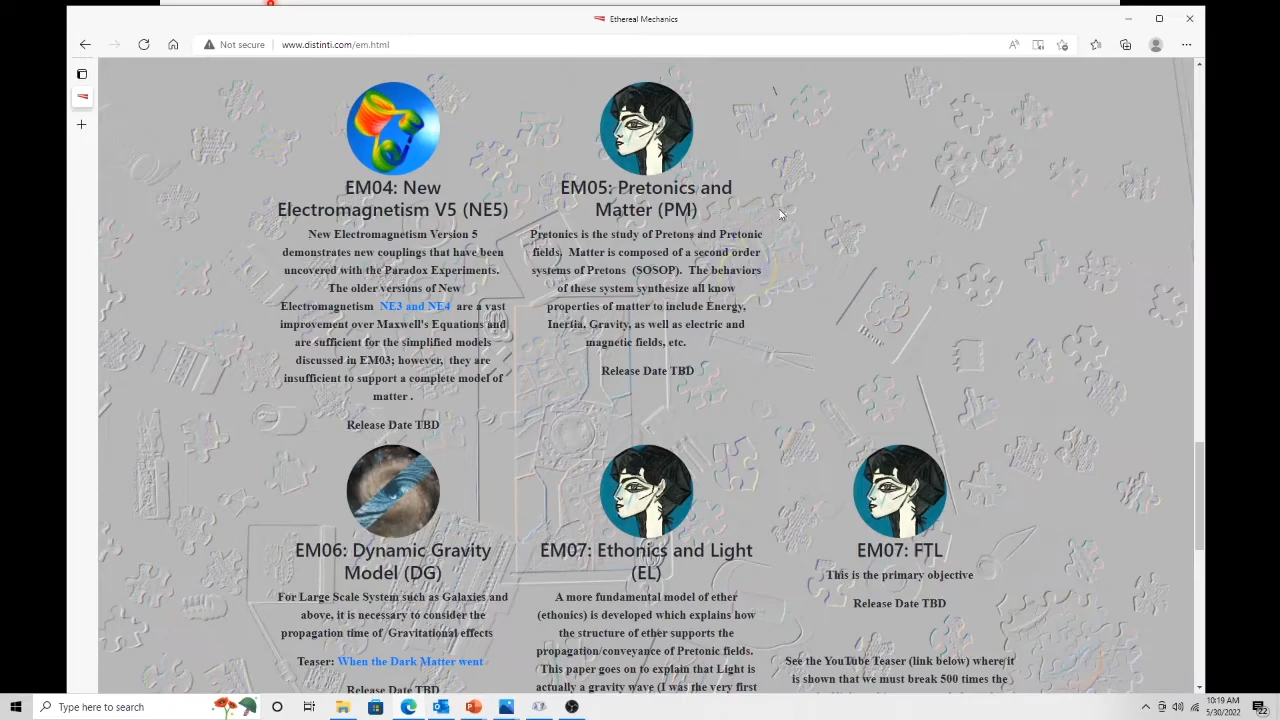 Ethereal Mechanics
Not secure
www.distinti.com/em.html
EM04: New
Electromagnetism V5 (NE5)
New Electromagnetism Version 5
demonstrates new couplings that have been
uncovered with the Paradox Experiments.
The older versions of New
Electromagnetism NE3 and NE4 are a vast
improvement over Maxwell's Equations and
are sufficient for the simplified models
discussed in EM03; however, they are
insufficient to support a complete model of
matter .
Release Date TBD
EM05: Pretonics and
Matter (PM)
Pretonics is the study of Pretons and Pretonic
fields. Matter is composed of a second order
systems of Pretons (SOSOP). The behaviors
of these system synthesize all know
properties of matter to include Energy,
Inertia, Gravity, as well as electric and
magnetic fields, etc.
Release Date TBD
EM06: Dynamic Gravity
Model (DG)
For Large Scale System such as Galaxies and
above, it is necessary to consider the
propagation time of Gravitational effects
Teaser: When the Dark Matter went
Release Date TBD
EM07: Ethonics and Light
(EL)
A more fundamental model of ether
(ethonics) is developed which explains how
the structure of ether supports the
propagation/conveyance of Pretonic fields.
This paper goes on to explain that Light is
actually a gravity wave (I was the very first
EM07: FTL
This is the primary objective
Release Date TBD
See the YouTube Teaser (link below) where it
is shown that we must break 500 times the
Type here to search
10:19 AM
5/30/2022
22